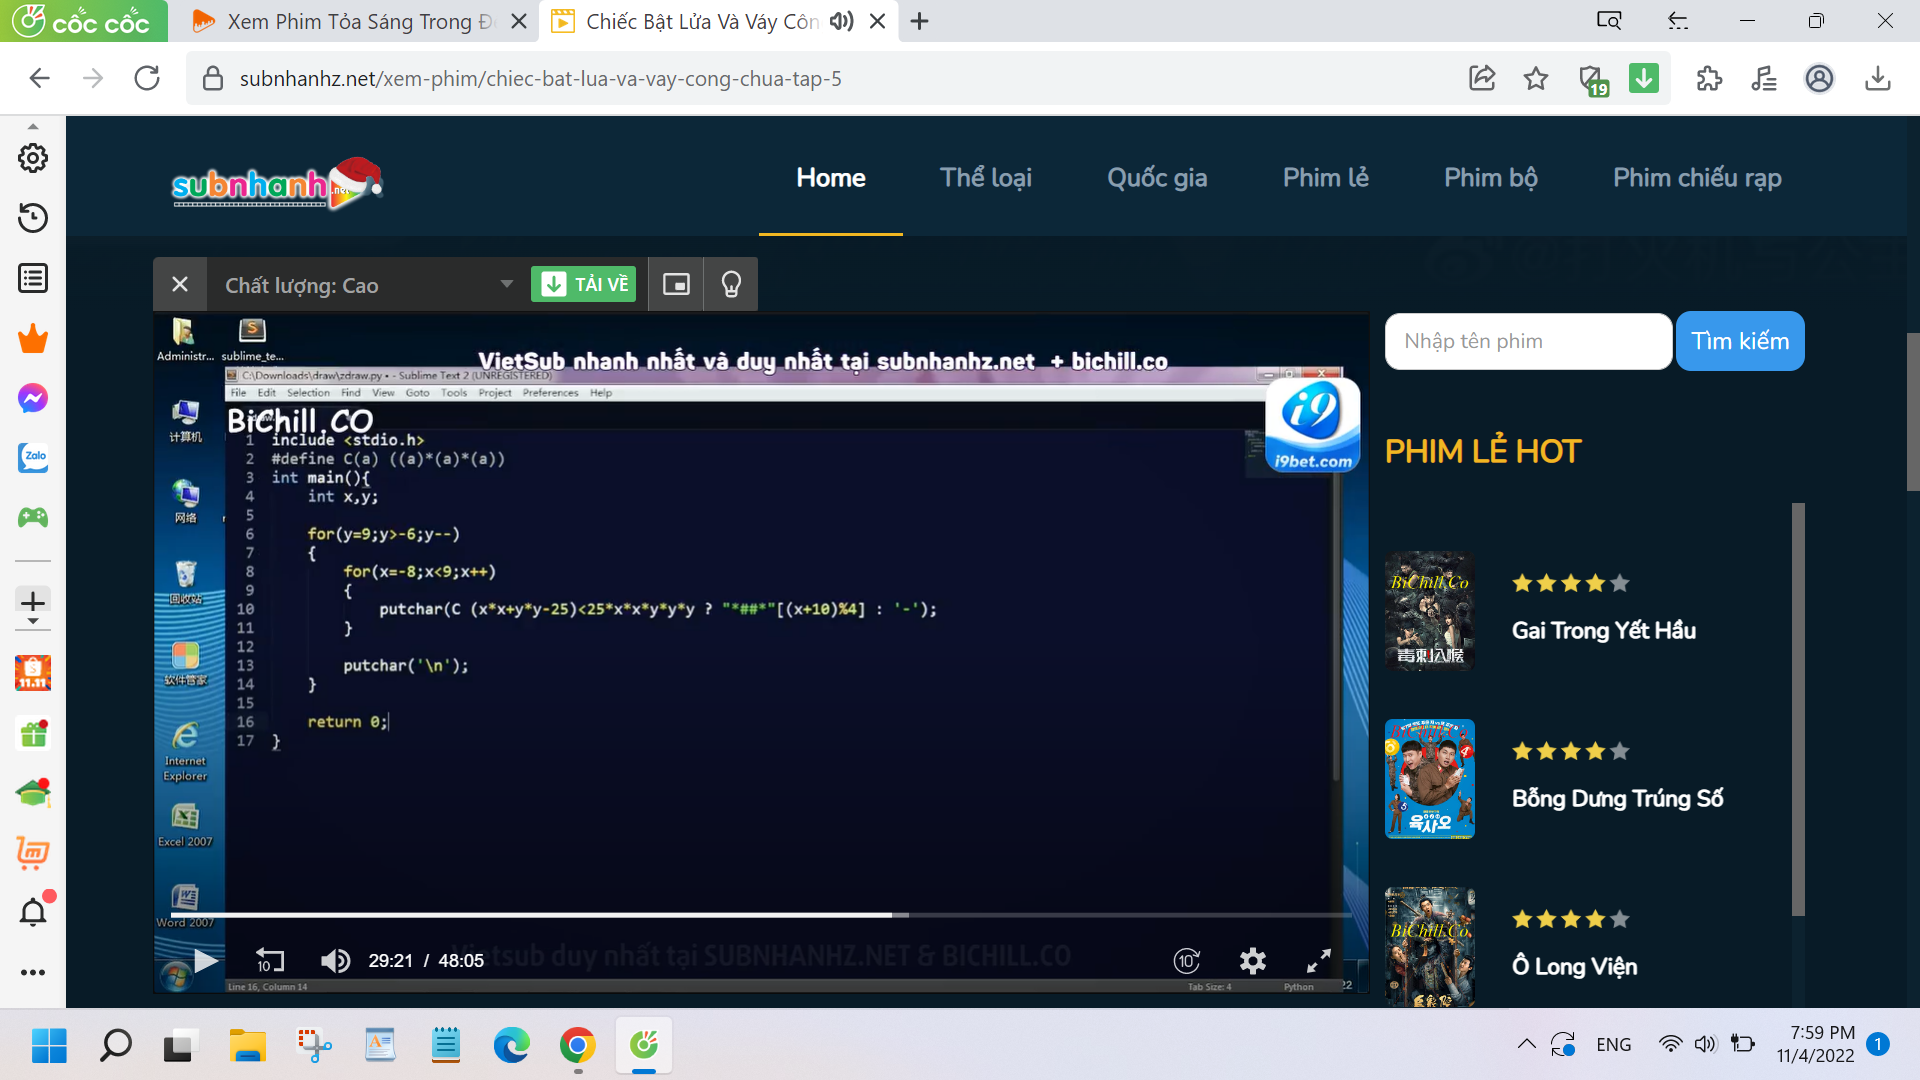 cốc cốc
Xem Phim Tỏa Sáng Trong Đ
Chiếc Bật Lửa Và Váy Côn
subnhanhz.net/xem-phim/chiec-bat-lua-va-vay-cong-chua-tap-5
19
subnhanh
.net
Home
Thể loại
Quốc gia
Phim lẻ
Phim bộ
Phim chiếu rạp
Chất lượng: Cao
TẢI VỀ
Nhập tên phim
Tìm kiếm
Administr...
sublime_te...
VietSub nhanh nhất và duy nhất tại subnhanhz.net + bichill.co
C:\Downloads\draw\zdraw.py • - Sublime Text 2 (UNREGISTERED)
File Edit Selection Find View Goto Tools Project Preferences Help
BiChill.CO
i9
i9bet.com
计算机
网络
回收站
软件管家
Internet Explorer
Excel 2007
Word 2007
1 include <stdio.h>
2 #define C(a) ((a)*(a)*(a))
3 int main(){
4 int x,y;
5
6 for(y=9;y>-6;y--)
7 {
8 for(x=-8;x<9;x++)
9 {
10 putchar(C (x*x+y*y-25)<25*x*x*y*y*y ? "*##*"[(x+10)%4] : '-');
11 }
12
13 putchar('\n');
14 }
15
16 return 0;
17 }
PHIM LẺ HOT
BiChill.Co
Gai Trong Yết Hầu
Bỗng Dưng Trúng Số
육사오
BiChill.Co
Ô Long Viện
Zalo
11.11
10
29:21 / 48:05
Vietsub duy nhất tại SUBNHANHZ.NET & BICHILL.CO
10
Line 16, Column 14
Tab Size: 4
Python
22
ENG
7:59 PM
11/4/2022
1